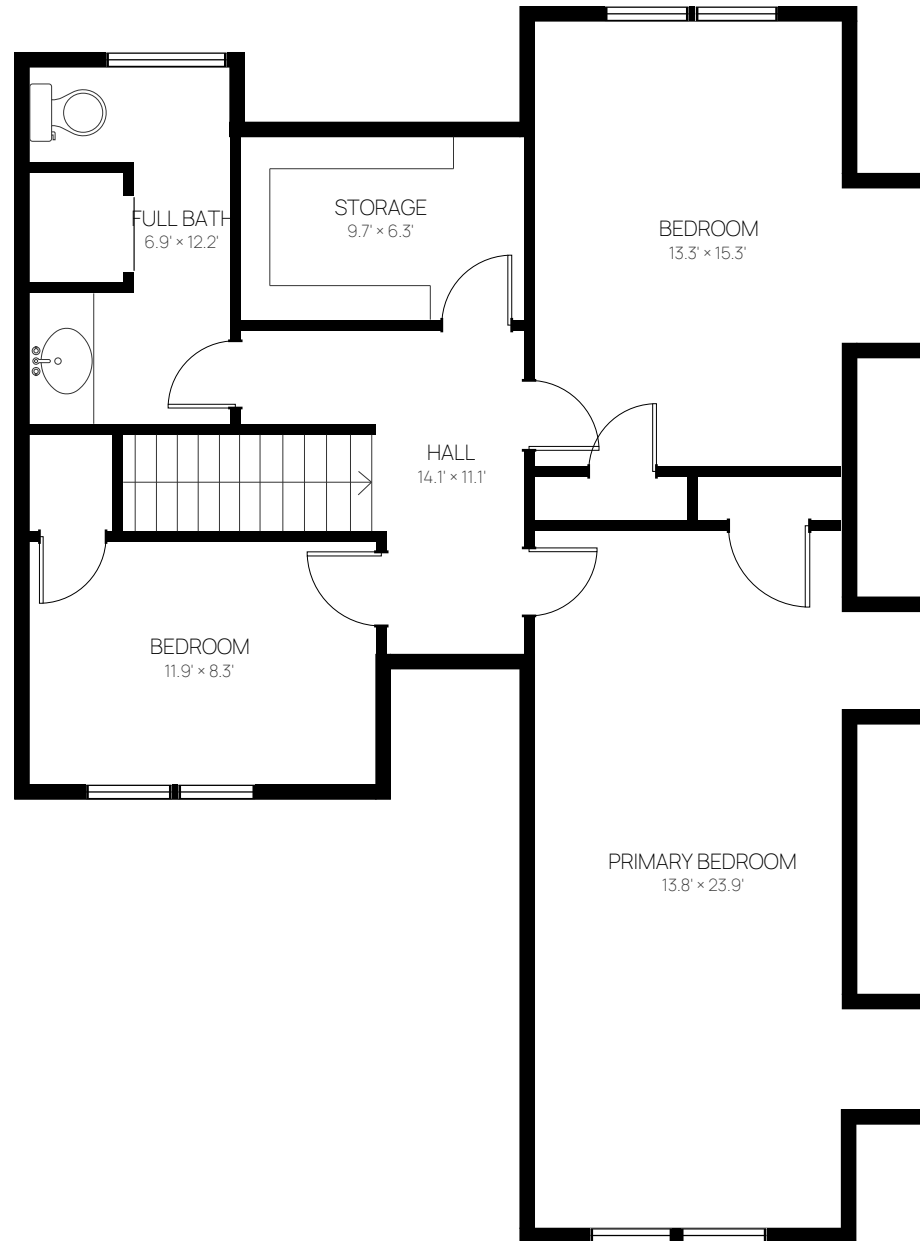 FULL BATH
6.9' × 12.2'
STORAGE
9.7' × 6.3'
BEDROOM
13.3' × 15.3'
HALL
14.1' × 11.1'
BEDROOM
11.9' × 8.3'
PRIMARY BEDROOM
13.8' × 23.9'